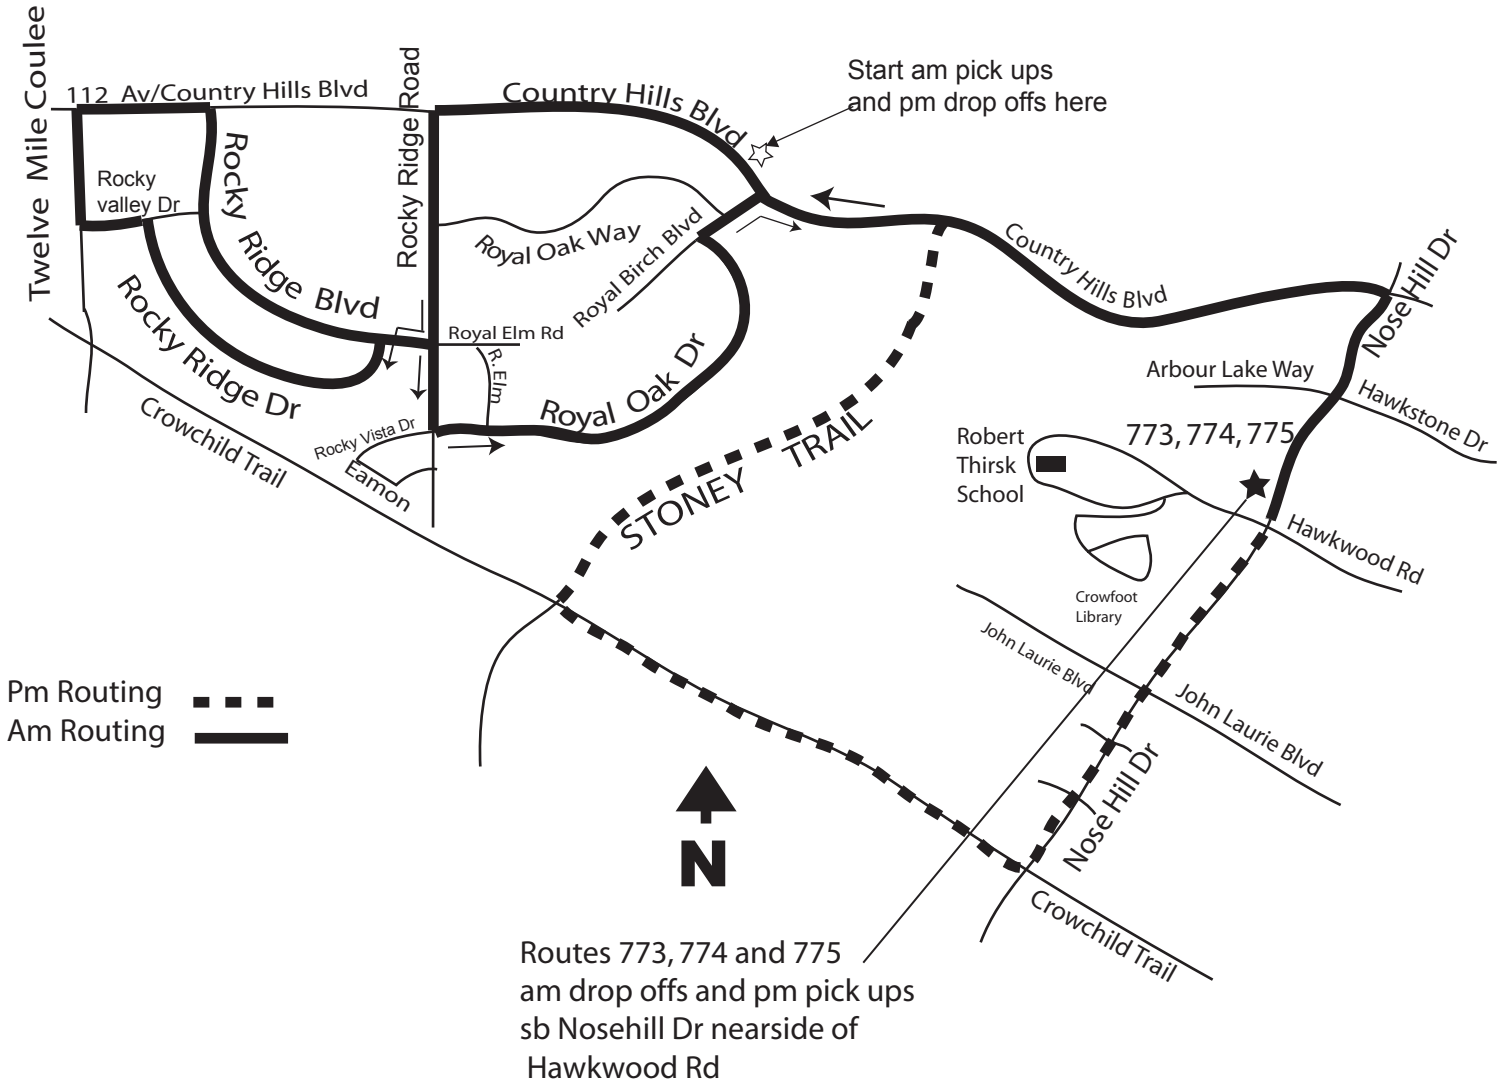 Twelve Mile Coulee
112 Av/Country Hills Blvd
Rocky Ridge Road
Country Hills Blvd
Start am pick ups
and pm drop offs here
Rocky
valley Dr
Rocky Ridge Blvd
Royal Oak Way
Royal Birch Blvd
Country Hills Blvd
Nose Hill Dr
Rocky Ridge Dr
Royal Elm Rd
R. Elm
Royal Oak Dr
Arbour Lake Way
Hawkstone Dr
Crowchild Trail
Rocky Vista Dr
Eamon
STONEY TRAIL
773, 774, 775
Robert
Thirsk
School
Hawkwood Rd
Crowfoot
Library
John Laurie Blvd
John Laurie Blvd
Pm Routing
Am Routing
Nose Hill Dr
N
Crowchild Trail
Routes 773, 774 and 775
am drop offs and pm pick ups
sb Nosehill Dr nearside of
Hawkwood Rd